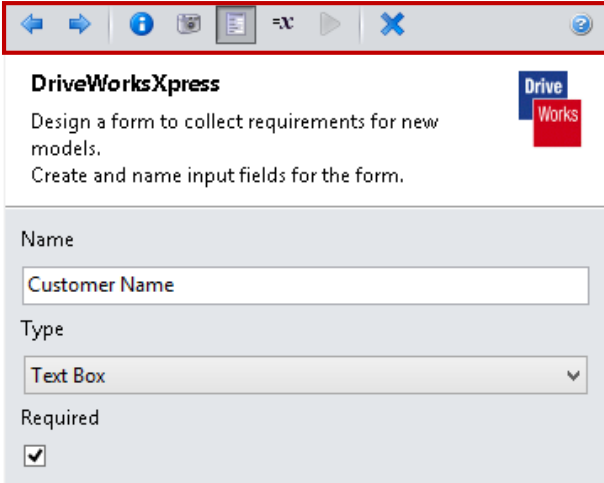 =x
DriveWorksXpress
Drive
Works
Design a form to collect requirements for new
models.
Create and name input fields for the form.
Name
Customer Name
Type
Text Box
Required